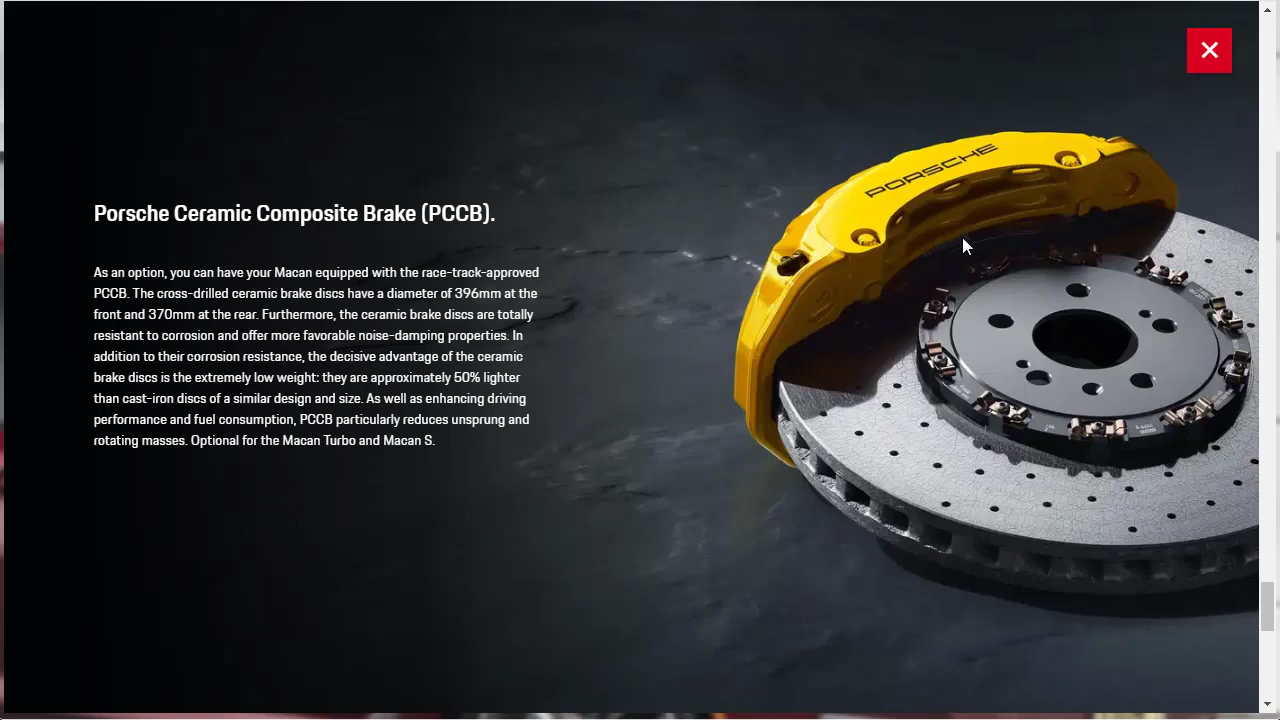 Porsche Ceramic Composite Brake (PCCB).
As an option, you can have your Macan equipped with the race-track-approved
PCCB. The cross-drilled ceramic brake discs have a diameter of 396mm at the
front and 370mm at the rear. Furthermore, the ceramic brake discs are totally
resistant to corrosion and offer more favorable noise-damping properties. In
addition to their corrosion resistance, the decisive advantage of the ceramic
brake discs is the extremely low weight: they are approximately 50% lighter
than cast-iron discs of a similar design and size. As well as enhancing driving
performance and fuel consumption, PCCB particularly reduces unsprung and
rotating masses. Optional for the Macan Turbo and Macan S.
PORSCHE